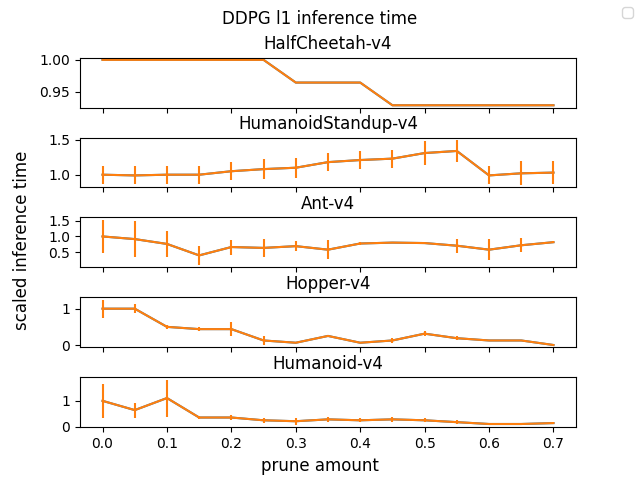 DDPG l1 inference time
HalfCheetah-v4
1.00
0.95
HumanoidStandup-v4
1.5
1.0
Ant-v4
1.5
1.0
0.5
scaled inference time
Hopper-v4
1
0
Humanoid-v4
1
0
0.0 0.1 0.2 0.3 0.4 0.5 0.6 0.7
prune amount